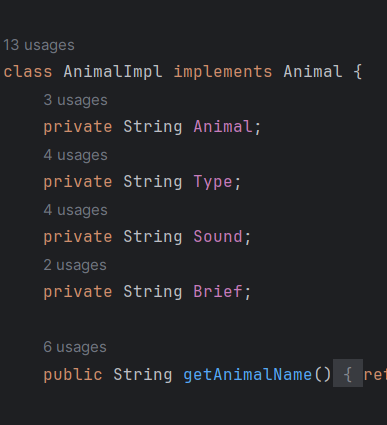 13 usages
class AnimalImpl implements Animal {
3 usages
private String Animal;
4 usages
private String Type;
4 usages
private String Sound;
2 usages
private String Brief;
6 usages
public String getAnimalName() {